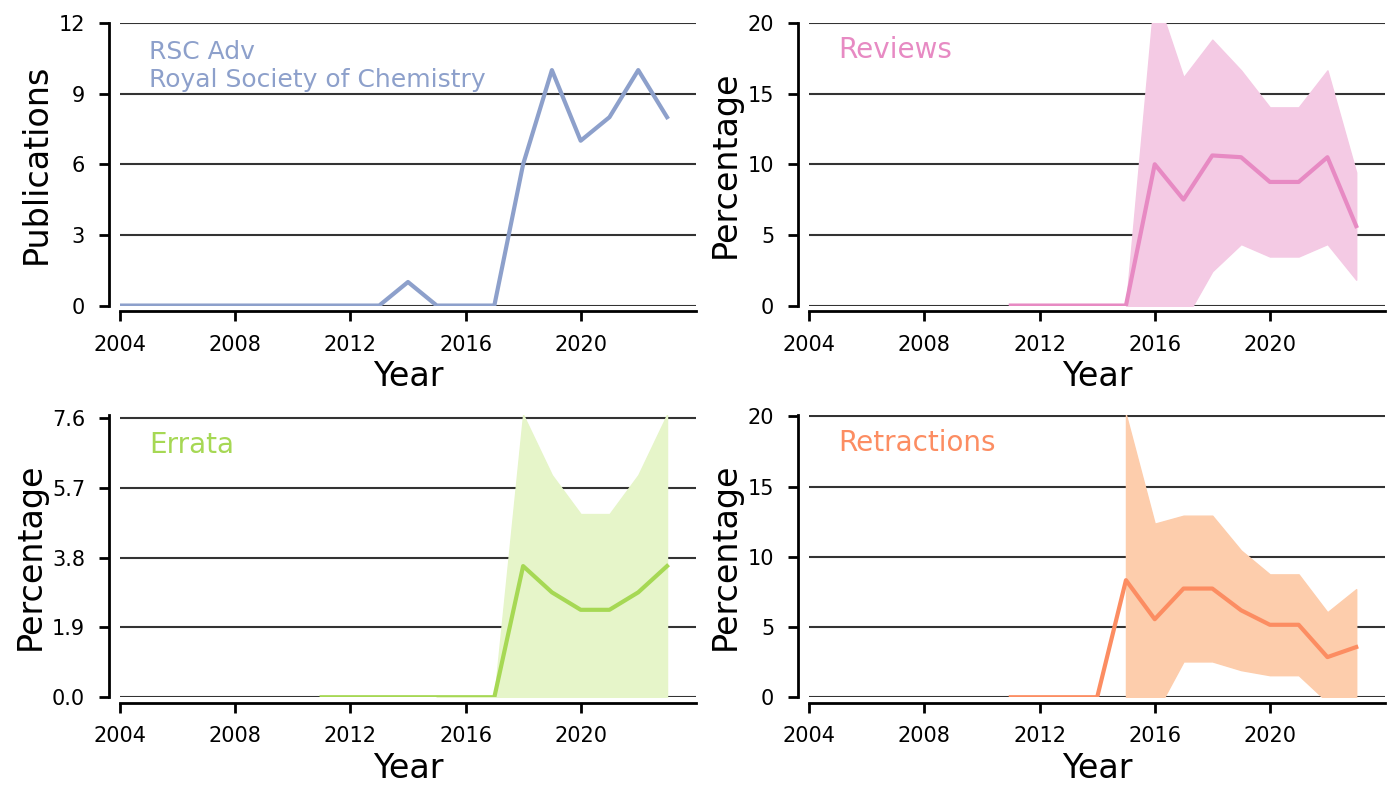 RSC Adv
Royal Society of Chemistry
Publications
12
9
6
3
0
2004 2008 2012 2016 2020
Year
Reviews
Percentage
20
15
10
5
0
2004 2008 2012 2016 2020
Year
Errata
Percentage
7.6
5.7
3.8
1.9
0.0
2004 2008 2012 2016 2020
Year
Retractions
Percentage
20
15
10
5
0
2004 2008 2012 2016 2020
Year